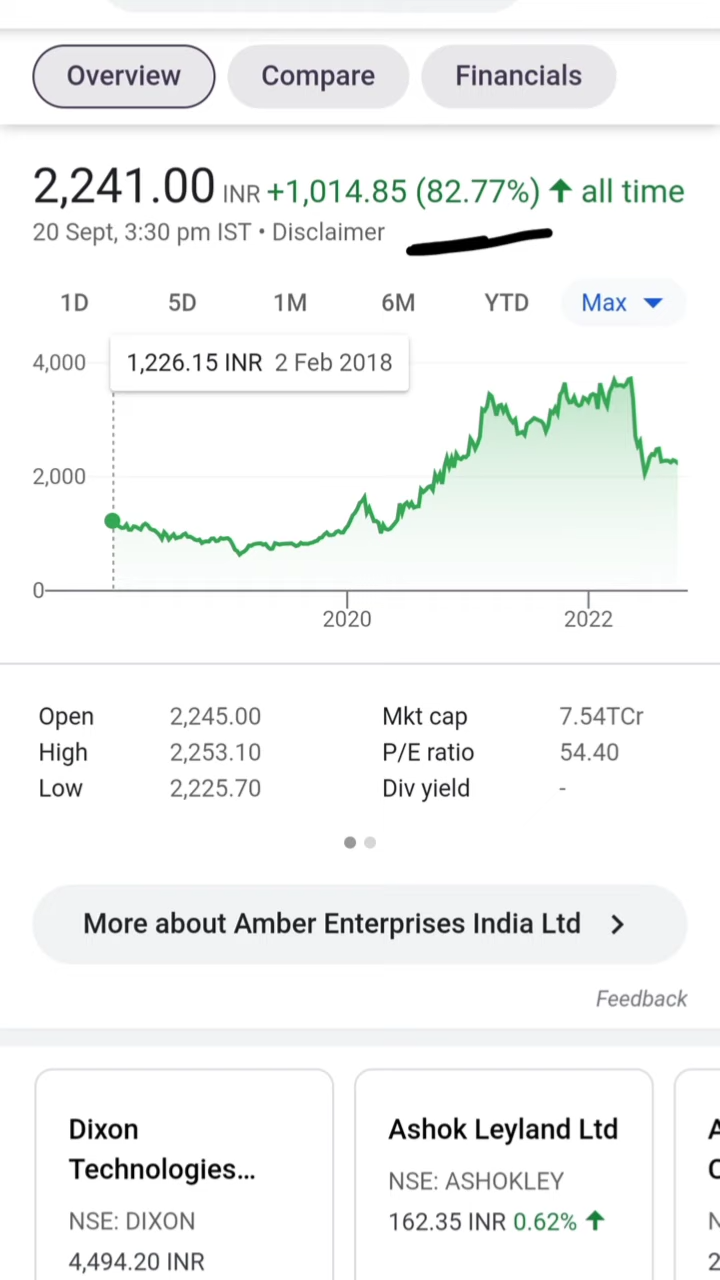 Overview Compare Financials
2,241.00 INR +1,014.85 (82.77%) ↑ all time
20 Sept, 3:30 pm IST • Disclaimer
1D 5D 1M 6M YTD Max
4,000 1,226.15 INR 2 Feb 2018
2,000
0
2020 2022
Open 2,245.00 Mkt cap 7.54TCr
High 2,253.10 P/E ratio 54.40
Low 2,225.70 Div yield -
More about Amber Enterprises India Ltd
Feedback
Dixon Ashok Leyland Ltd
Technologies...
NSE: ASHOKLEY
NSE: DIXON 162.35 INR 0.62% ↑
4,494.20 INR